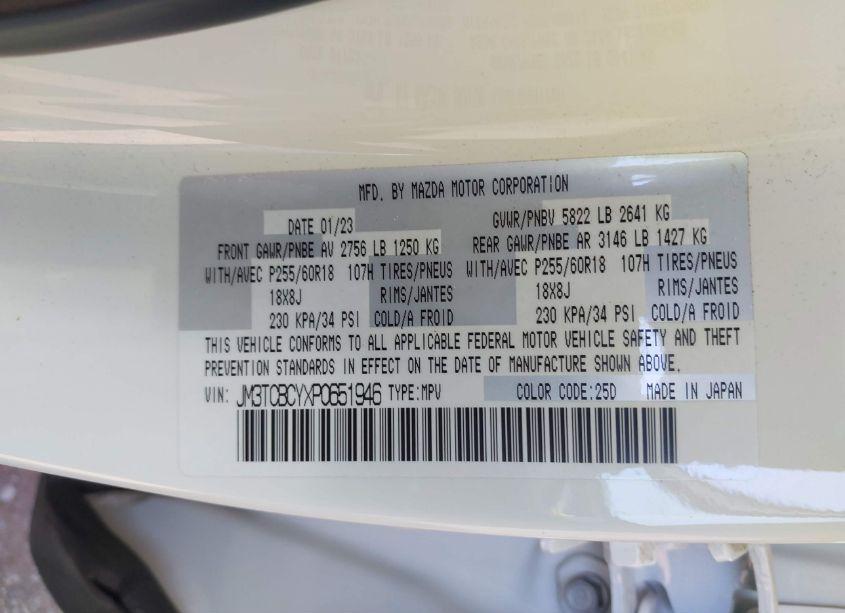 MFD. BY MAZDA MOTOR CORPORATION
DATE 01/23 GVWR/PNBV 5822 LB 2641 KG
FRONT GAWR/PNBE AV 2756 LB 1250 KG REAR GAWR/PNBE AR 3146 LB 1427 KG
WITH/AVEC P255/60R18 107H TIRES/PNEUS WITH/AVEC P255/60R18 107H TIRES/PNEUS
18X8J RIMS/JANTES 18X8J RIMS/JANTES
230 KPA/34 PSI COLD/A FROID 230 KPA/34 PSI COLD/A FROID
THIS VEHICLE CONFORMS TO ALL APPLICABLE FEDERAL MOTOR VEHICLE SAFETY AND THEFT
PREVENTION STANDARDS IN EFFECT ON THE DATE OF MANUFACTURE SHOWN ABOVE.
VIN: JM3TCBCYXP0651946 TYPE:MPV COLOR CODE:25D MADE IN JAPAN